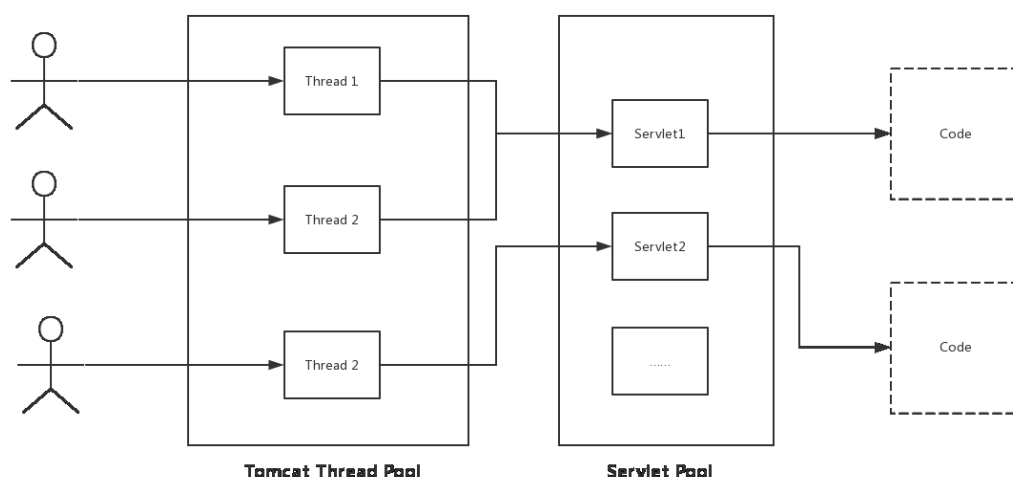 Thread 1
Servlet1
Code
Thread 2
Servlet2
Thread 2
......
Code
Tomcat Thread Pool
Servlet Pool